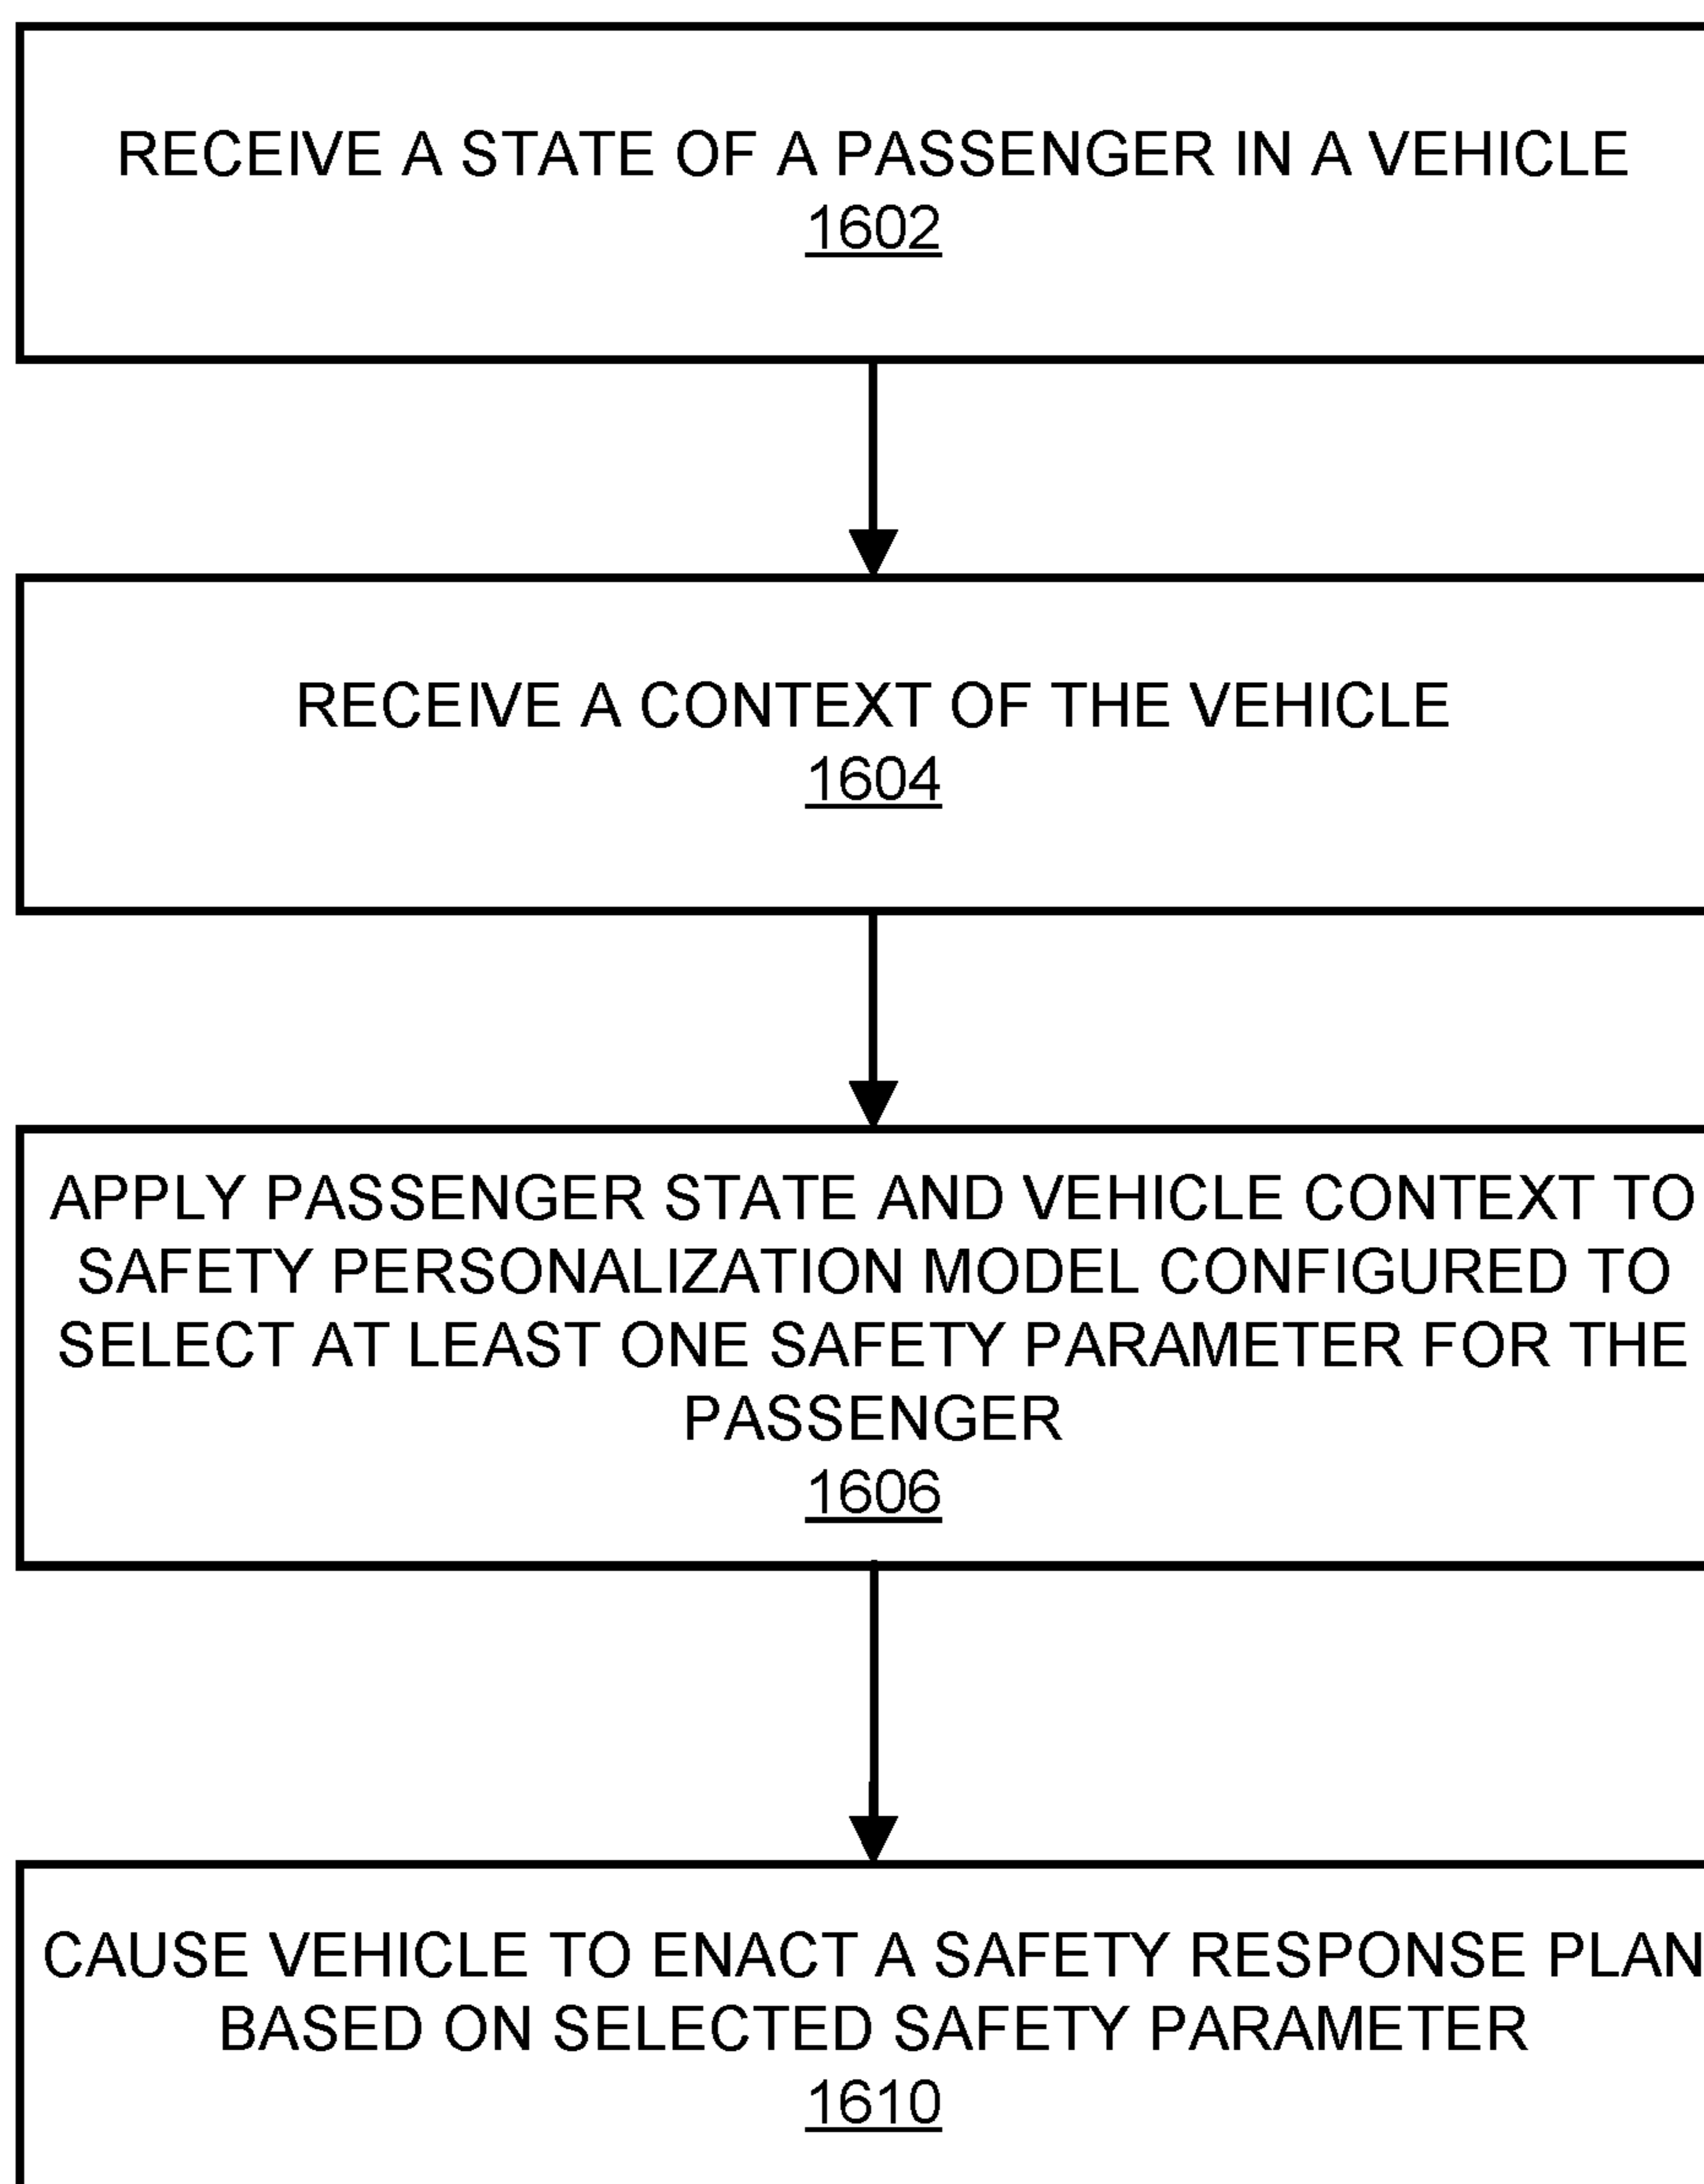 RECEIVE A STATE OF A PASSENGER IN A VEHICLE
1602
RECEIVE A CONTEXT OF THE VEHICLE
1604
APPLY PASSENGER STATE AND VEHICLE CONTEXT TO
SAFETY PERSONALIZATION MODEL CONFIGURED TO
SELECT AT LEAST ONE SAFETY PARAMETER FOR THE
PASSENGER
1606
CAUSE VEHICLE TO ENACT A SAFETY RESPONSE PLAN
BASED ON SELECTED SAFETY PARAMETER
1610